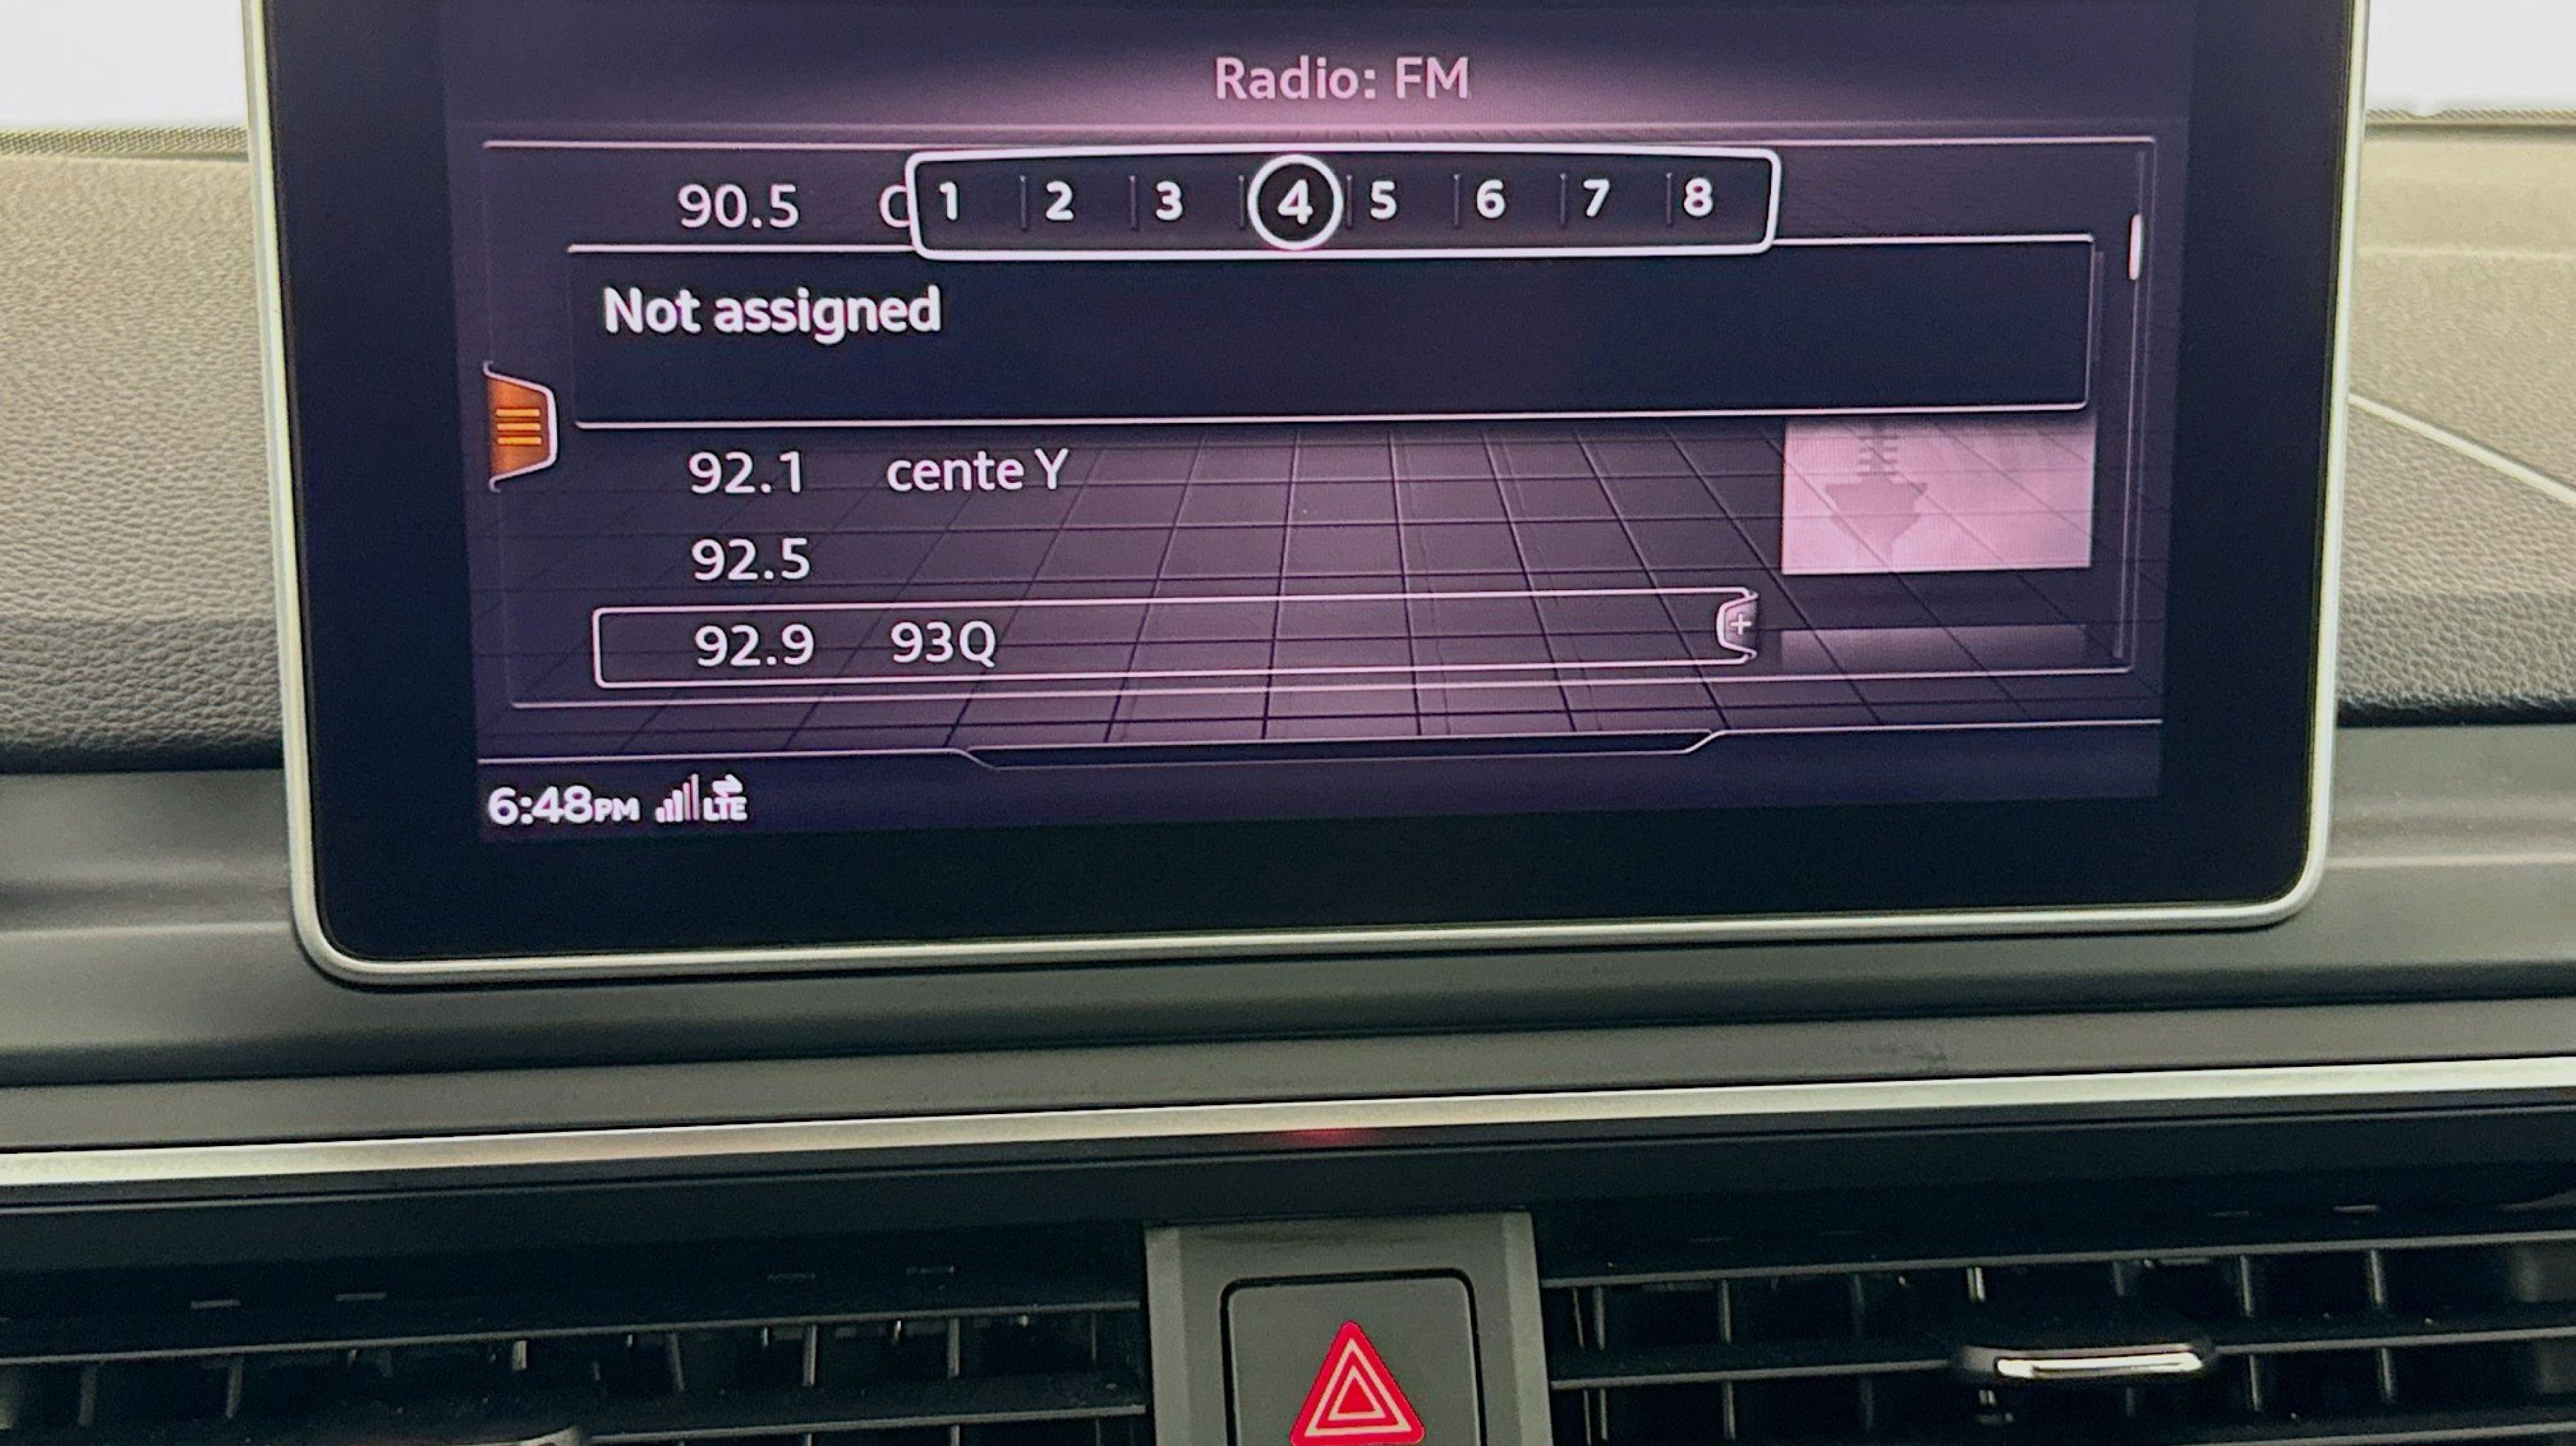 Radio: FM
90.5 C
1 2 3 4 5 6 7 8
Not assigned
92.1 cente Y
92.5
92.9 93Q
6:48PM LTE